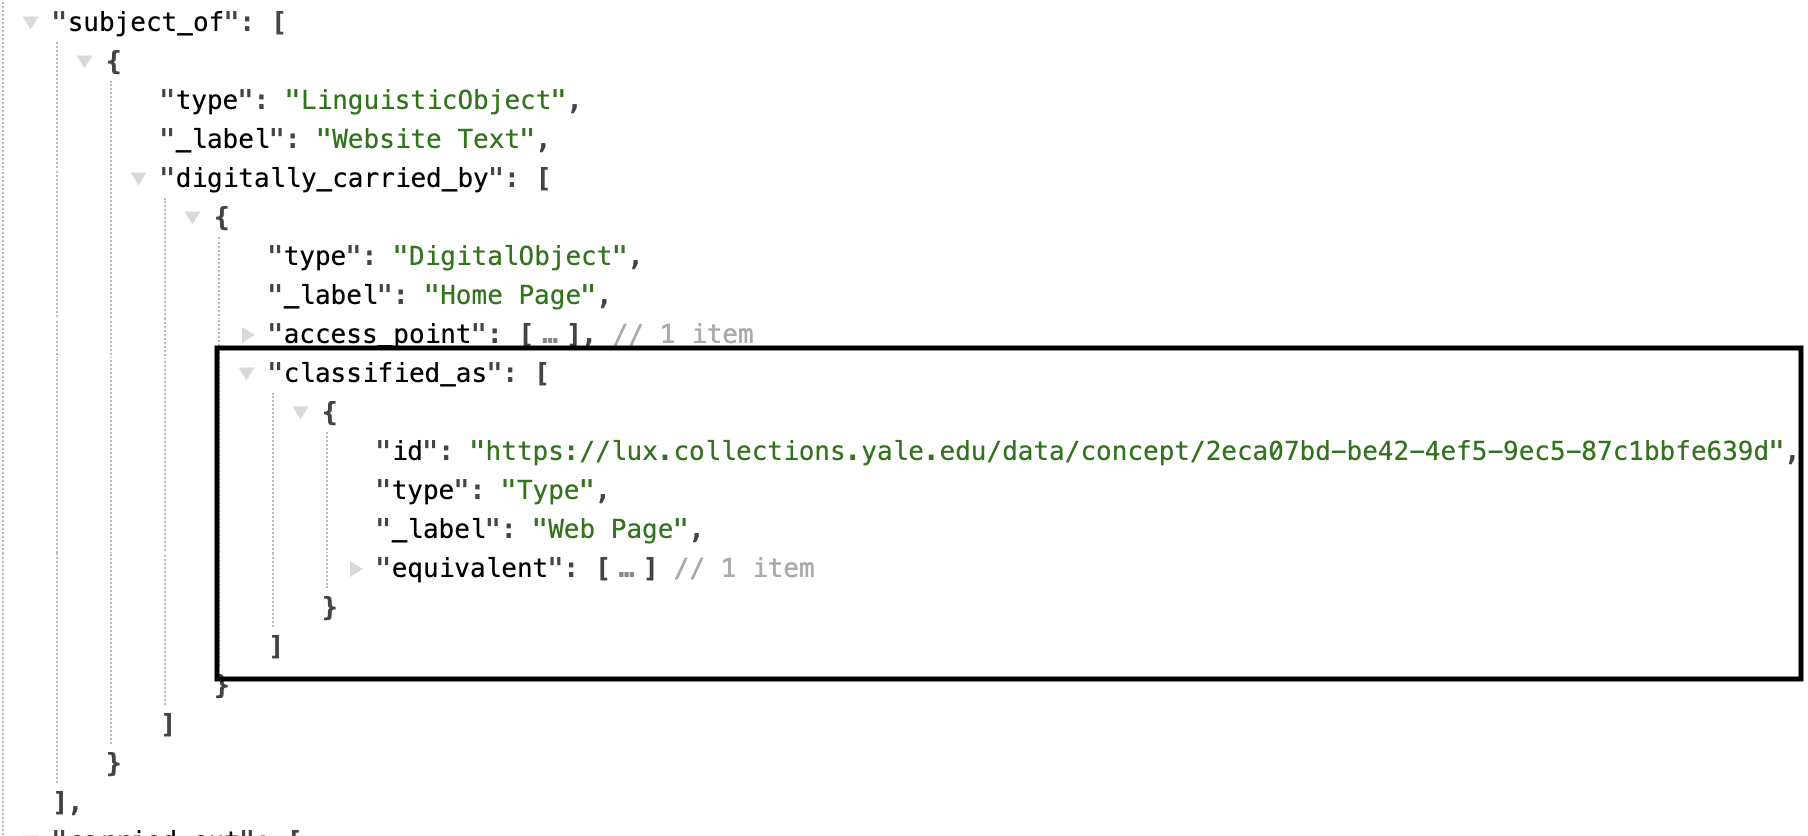 "subject_of": [
{
"type": "LinguisticObject",
"_label": "Website Text",
"digitally_carried_by": [
{
"type": "DigitalObject",
"_label": "Home Page",
"access_point": [ … ], // 1 item
"classified_as": [
{
"id": "https://lux.collections.yale.edu/data/concept/2eca07bd-be42-4ef5-9ec5-87c1bbfe639d",
"type": "Type",
"_label": "Web Page",
"equivalent": [ … ] // 1 item
}
]
}
]
}
],
"carried_out": [